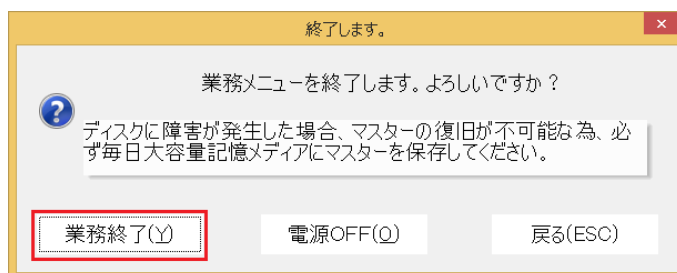 終了します。
業務メニューを終了します。よろしいですか？
ディスクに障害が発生した場合、マスターの復旧が不可能な為、必
ず毎日大容量記憶メディアにマスターを保存してください。
業務終了(Y) 電源OFF(O) 戻る(ESC)